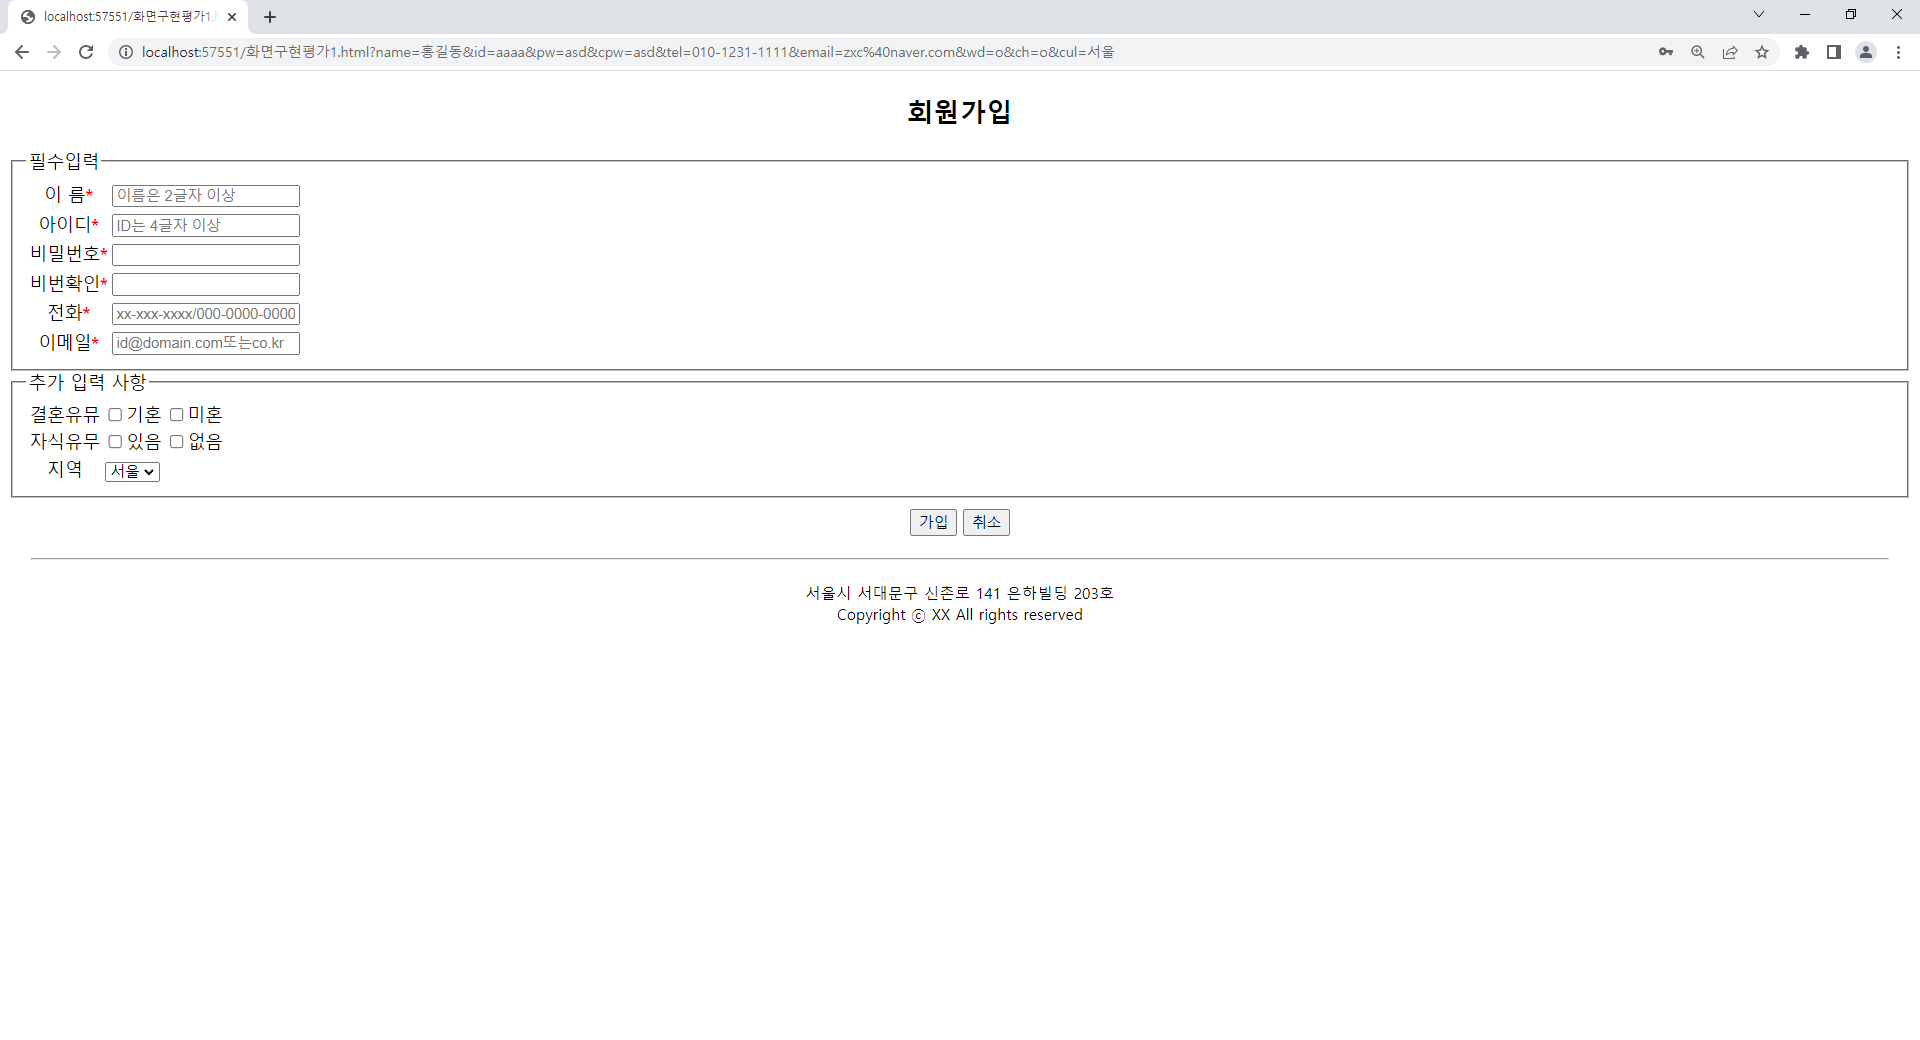 localhost:57551/화면구현평가1.h
localhost:57551/화면구현평가1.html?name=홍길동&id=aaaa&pw=asd&cpw=asd&tel=010-1231-1111&email=zxc%40naver.com&wd=o&ch=o&cul=서울
회원가입
필수입력
이 름* 이름은 2글자 이상
아이디* ID는 4글자 이상
비밀번호*
비번확인*
전화* xx-xxx-xxxx/000-0000-0000
이메일* id@domain.com또는co.kr
추가 입력 사항
결혼유뮤 기혼 미혼
자식유무 있음 없음
지역 서울
가입 취소
서울시 서대문구 신촌로 141 은하빌딩 203호
Copyright ⓒ XX All rights reserved